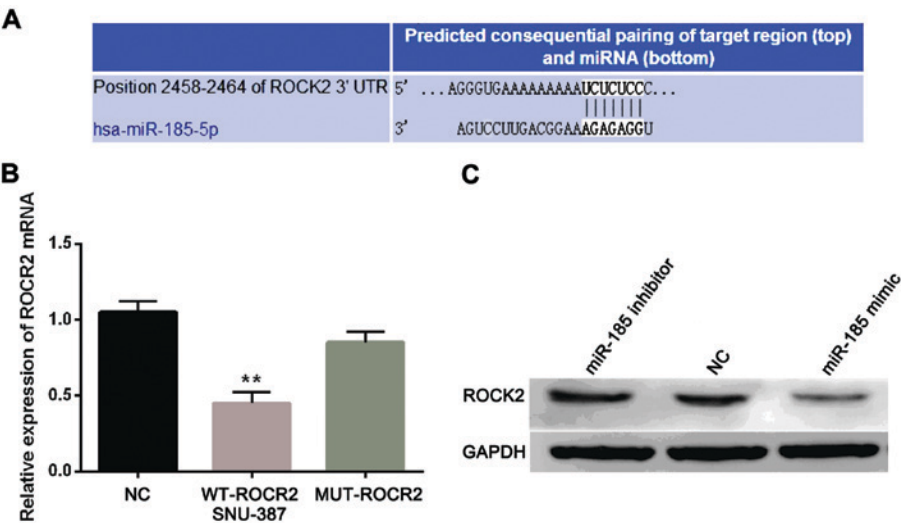 A
Predicted consequential pairing of target region (top)
and miRNA (bottom)
Position 2458-2464 of ROCK2 3' UTR 5' ...AGGGUGAAAAAAAAAUCUCUCCC...
hsa-miR-185-5p 3' AGUCCUUGACGGAAAGAGAGGU
B
Relative expression of ROCR2 mRNA
1.5
1.0
0.5
0.0
**
NC
WT-ROCR2
MUT-ROCR2
SNU-387
C
miR-185 inhibitor
NC
miR-185 mimic
ROCK2
GAPDH